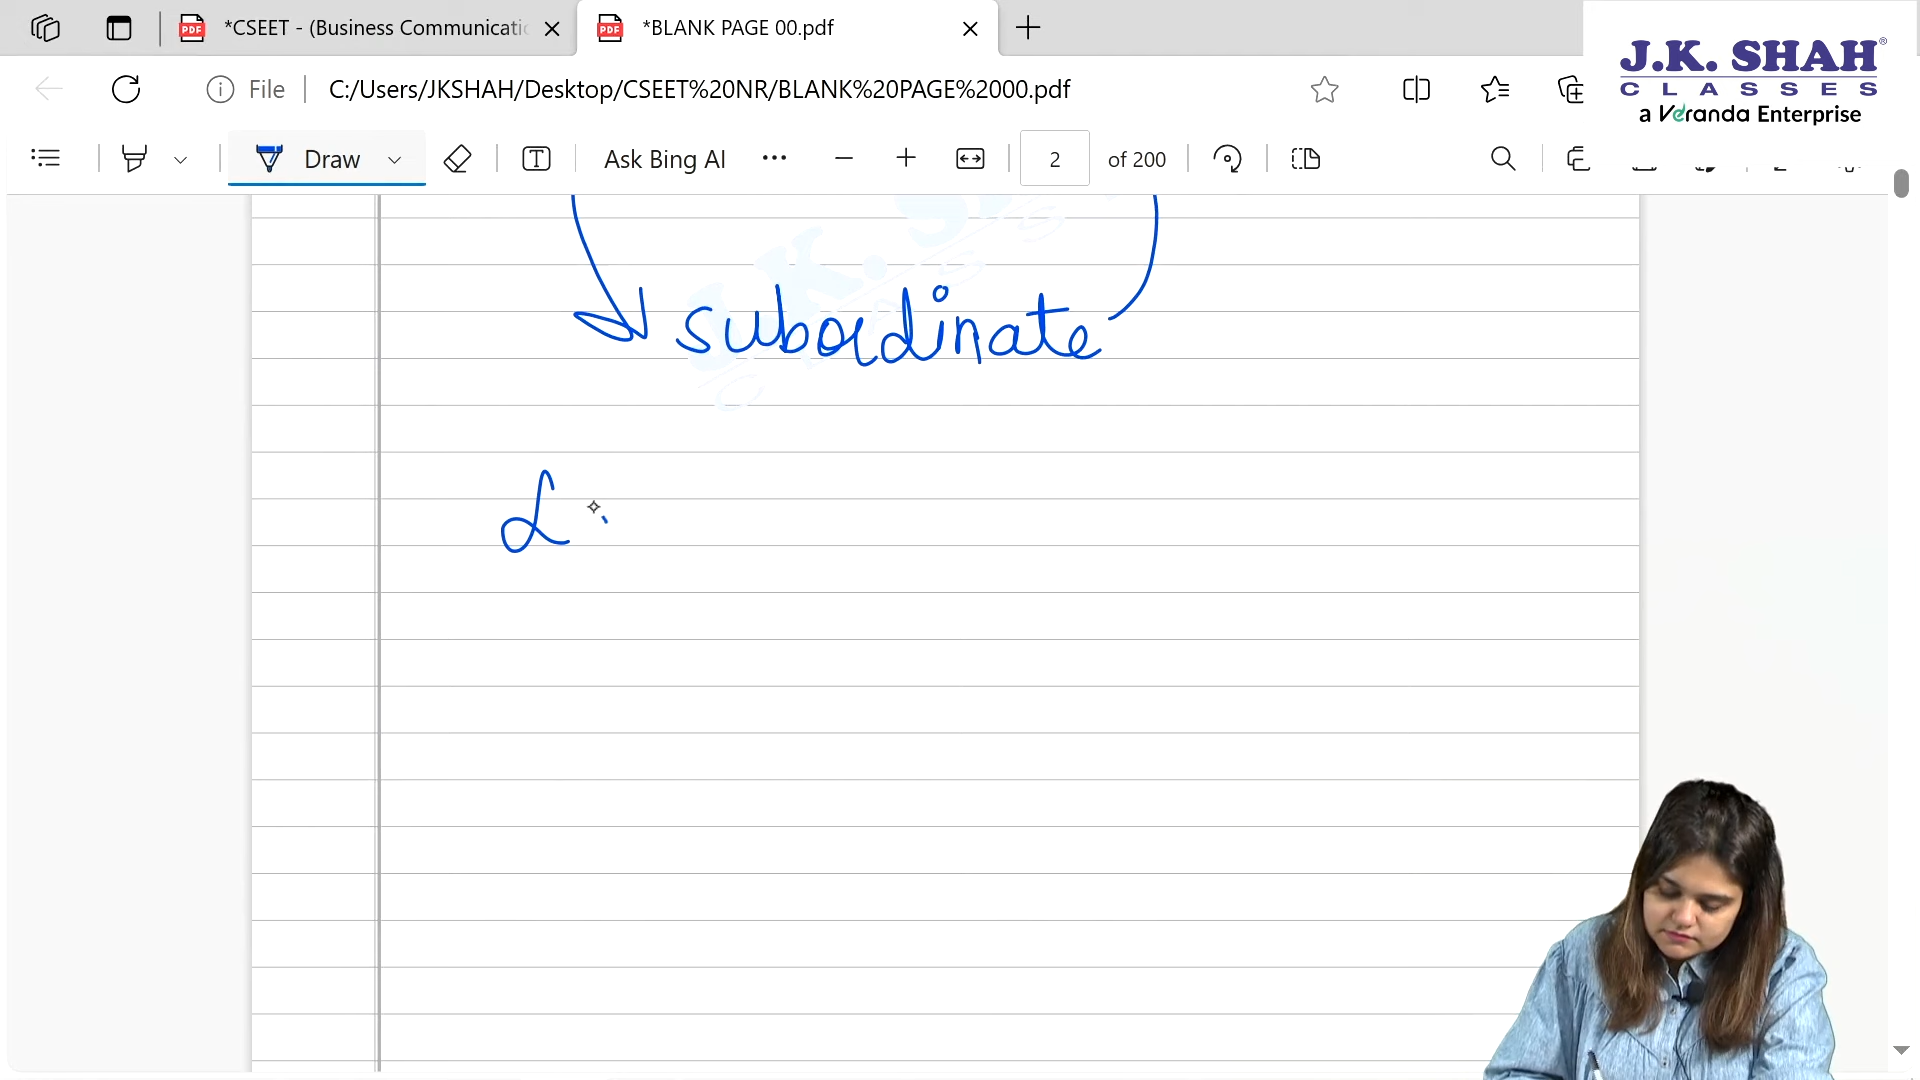 *CSEET - (Business Communicati
*BLANK PAGE 00.pdf
J.K. SHAH®
CLASSES
a Veranda Enterprise
File
C:/Users/JKSHAH/Desktop/CSEET%20NR/BLANK%20PAGE%2000.pdf
Draw
Ask Bing AI
2
of 200
subordinate
L